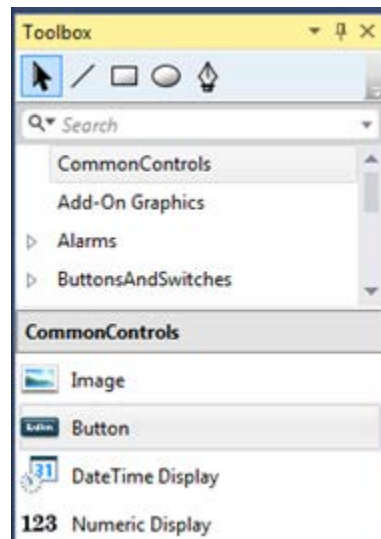 Toolbox
Search
CommonControls
Add-On Graphics
Alarms
ButtonsAndSwitches
CommonControls
Image
Button
31 DateTime Display
123 Numeric Display